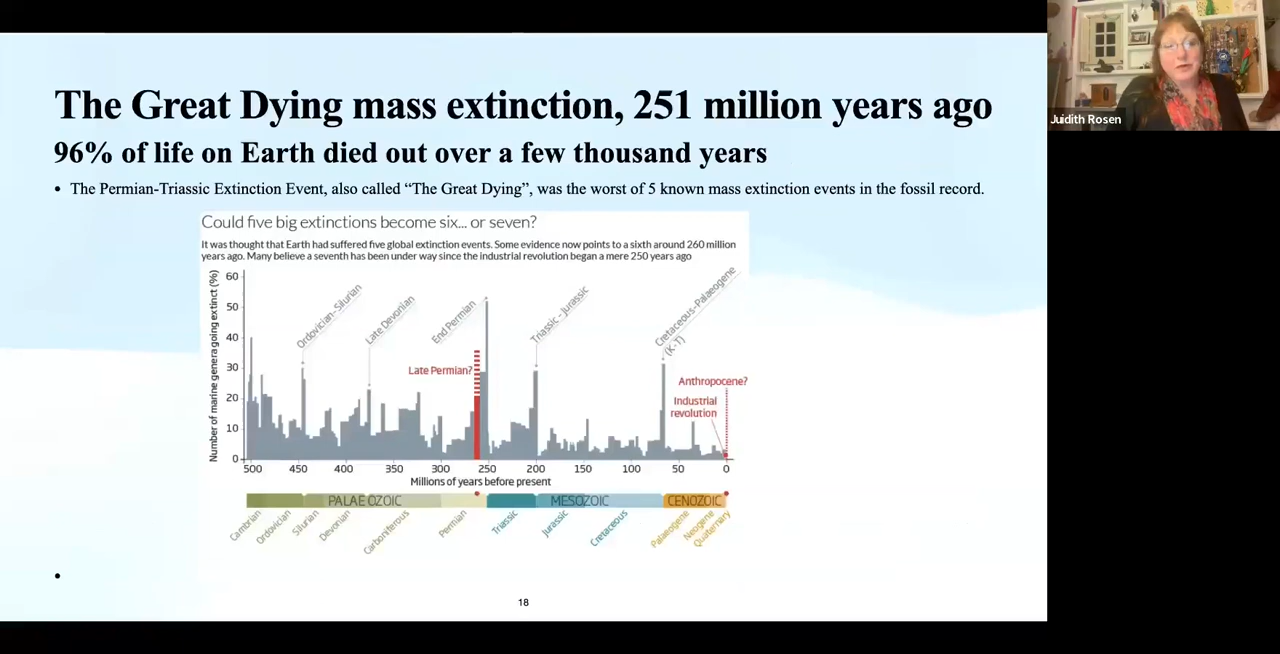 The Great Dying mass extinction, 251 million years ago
96% of life on Earth died out over a few thousand years
• The Permian-Triassic Extinction Event, also called “The Great Dying”, was the worst of 5 known mass extinction events in the fossil record.
Could five big extinctions become six... or seven?
It was thought that Earth had suffered five global extinction events. Some evidence now points to a sixth around 260 million
years ago. Many believe a seventh has been under way since the industrial revolution began a mere 250 years ago
Number of marine genera going extinct (%)
60
50
40
30
20
10
0
Ordovician-Silurian
Late Devonian
End Permian
Late Permian?
Triassic - Jurassic
Cretaceous-Palaeogene
(K-T)
Anthropocene?
Industrial
revolution
500 450 400 350 300 250 200 150 100 50 0
Millions of years before present
PALAEOZOIC MESOZOIC CENOZOIC
Cambrian
Ordovician
Silurian
Devonian
Carboniferous
Permian
Triassic
Jurassic
Cretaceous
Palaeogene
Neogene
Quaternary
•
18
Juidith Rosen